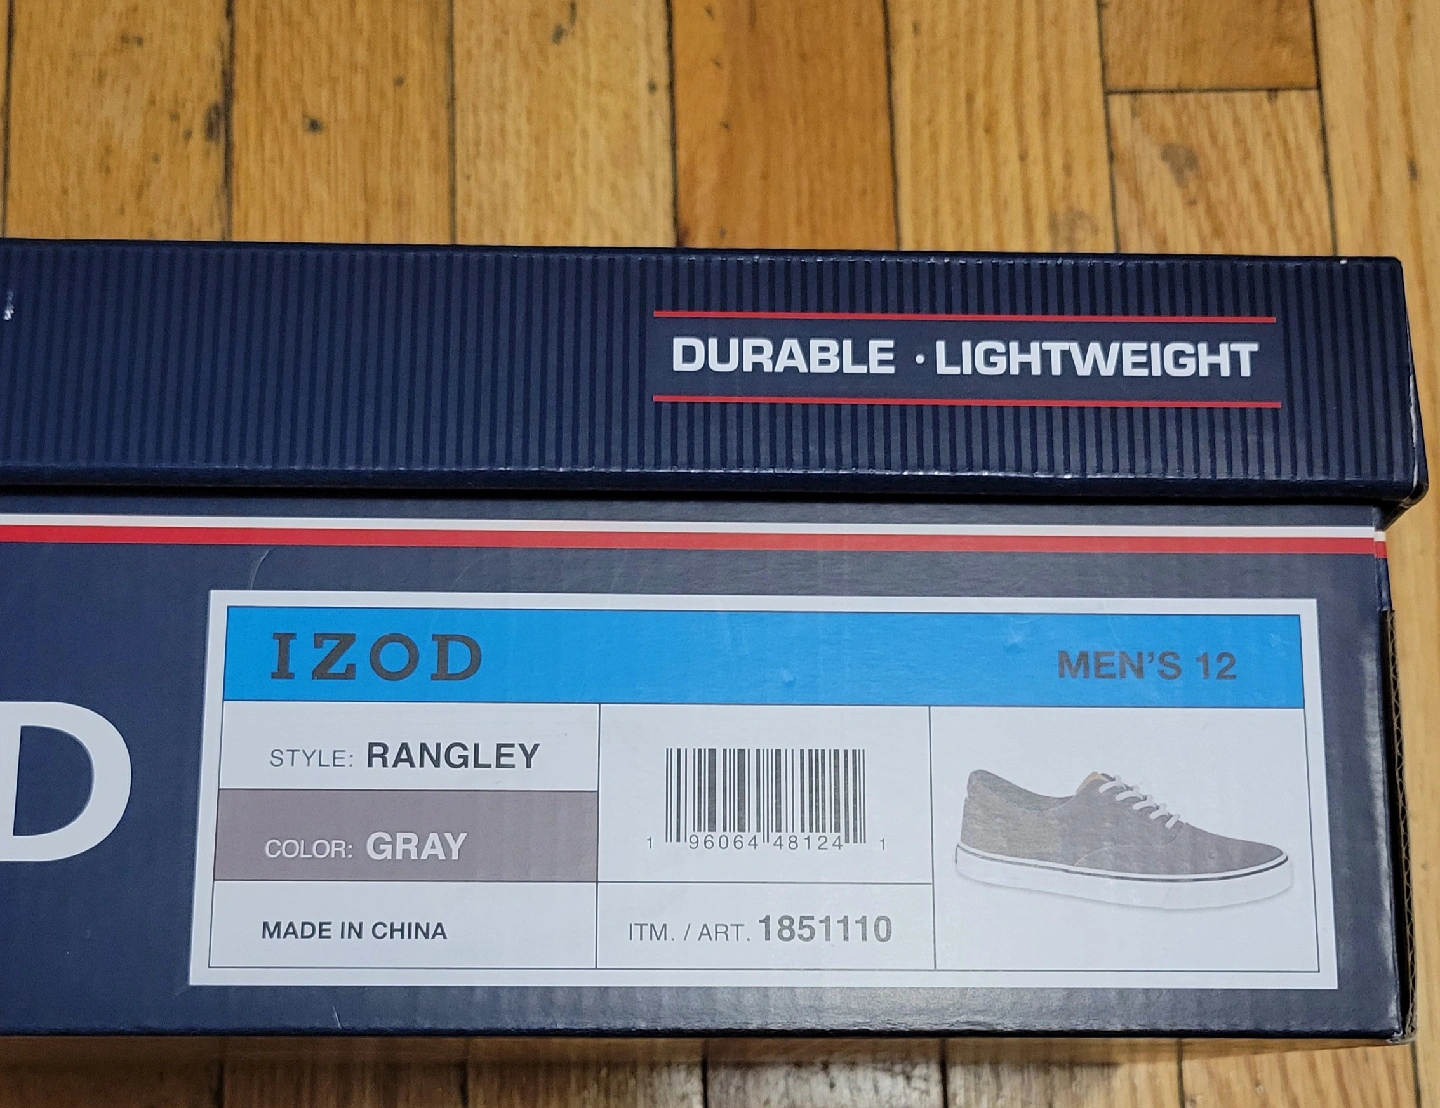 DURABLE · LIGHTWEIGHT
D
IZOD
MEN'S 12
STYLE: RANGLEY
COLOR: GRAY
MADE IN CHINA
1 96064 48124 1
ITM. / ART. 1851110